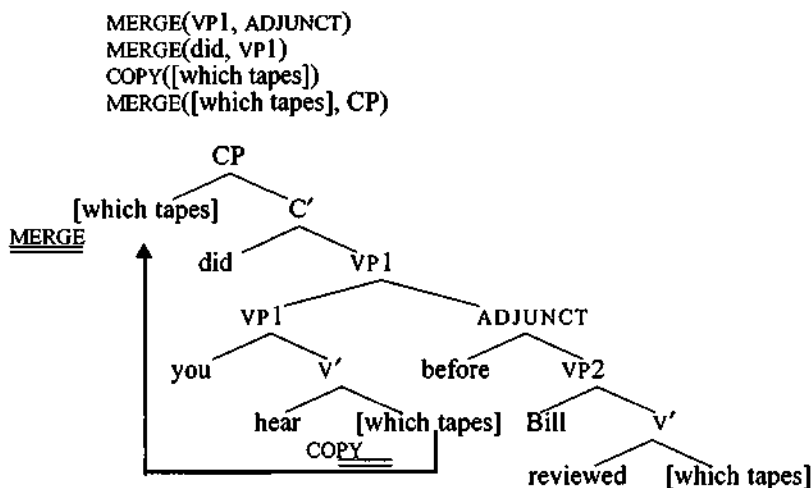 MERGE(VP1, ADJUNCT)
MERGE(did, VP1)
COPY([which tapes])
MERGE([which tapes], CP)
CP
[which tapes] C′
MERGE
did VP1
VP1 ADJUNCT
you V′ before VP2
hear [which tapes] Bill V′
COPY
reviewed [which tapes]